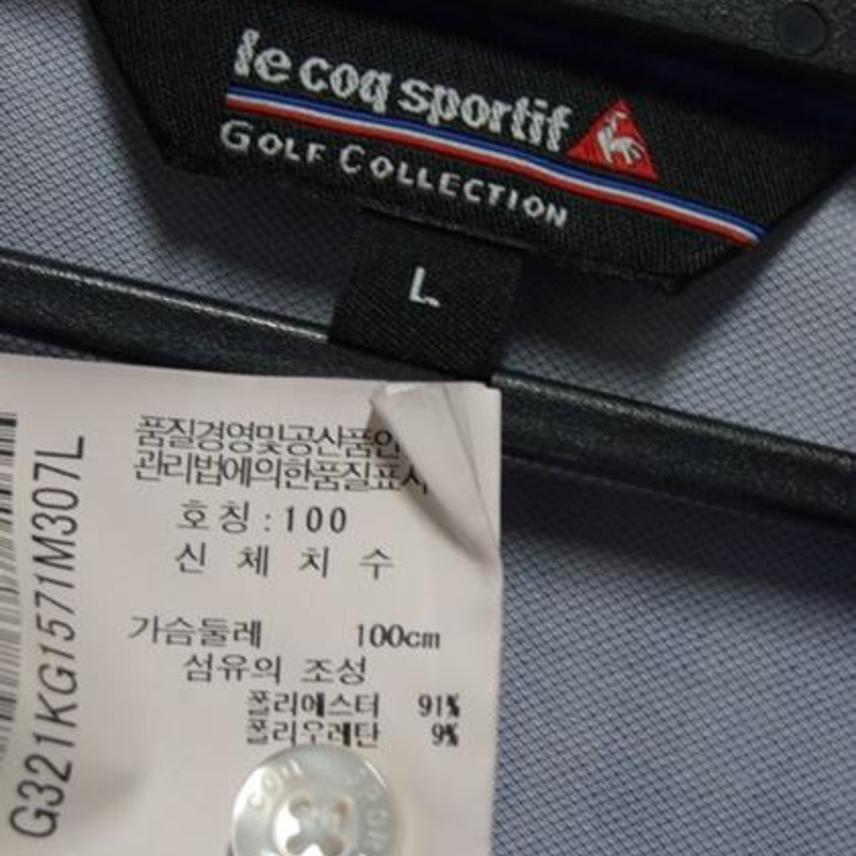 le coq sportif
GOLF COLLECTION
L
품질경영및공산품안
관리법에의한품질표시
호칭:100
신체치수
가슴둘레 100cm
섬유의 조성
폴리에스터 91%
폴리우레탄 9%
G321KG1571M307L